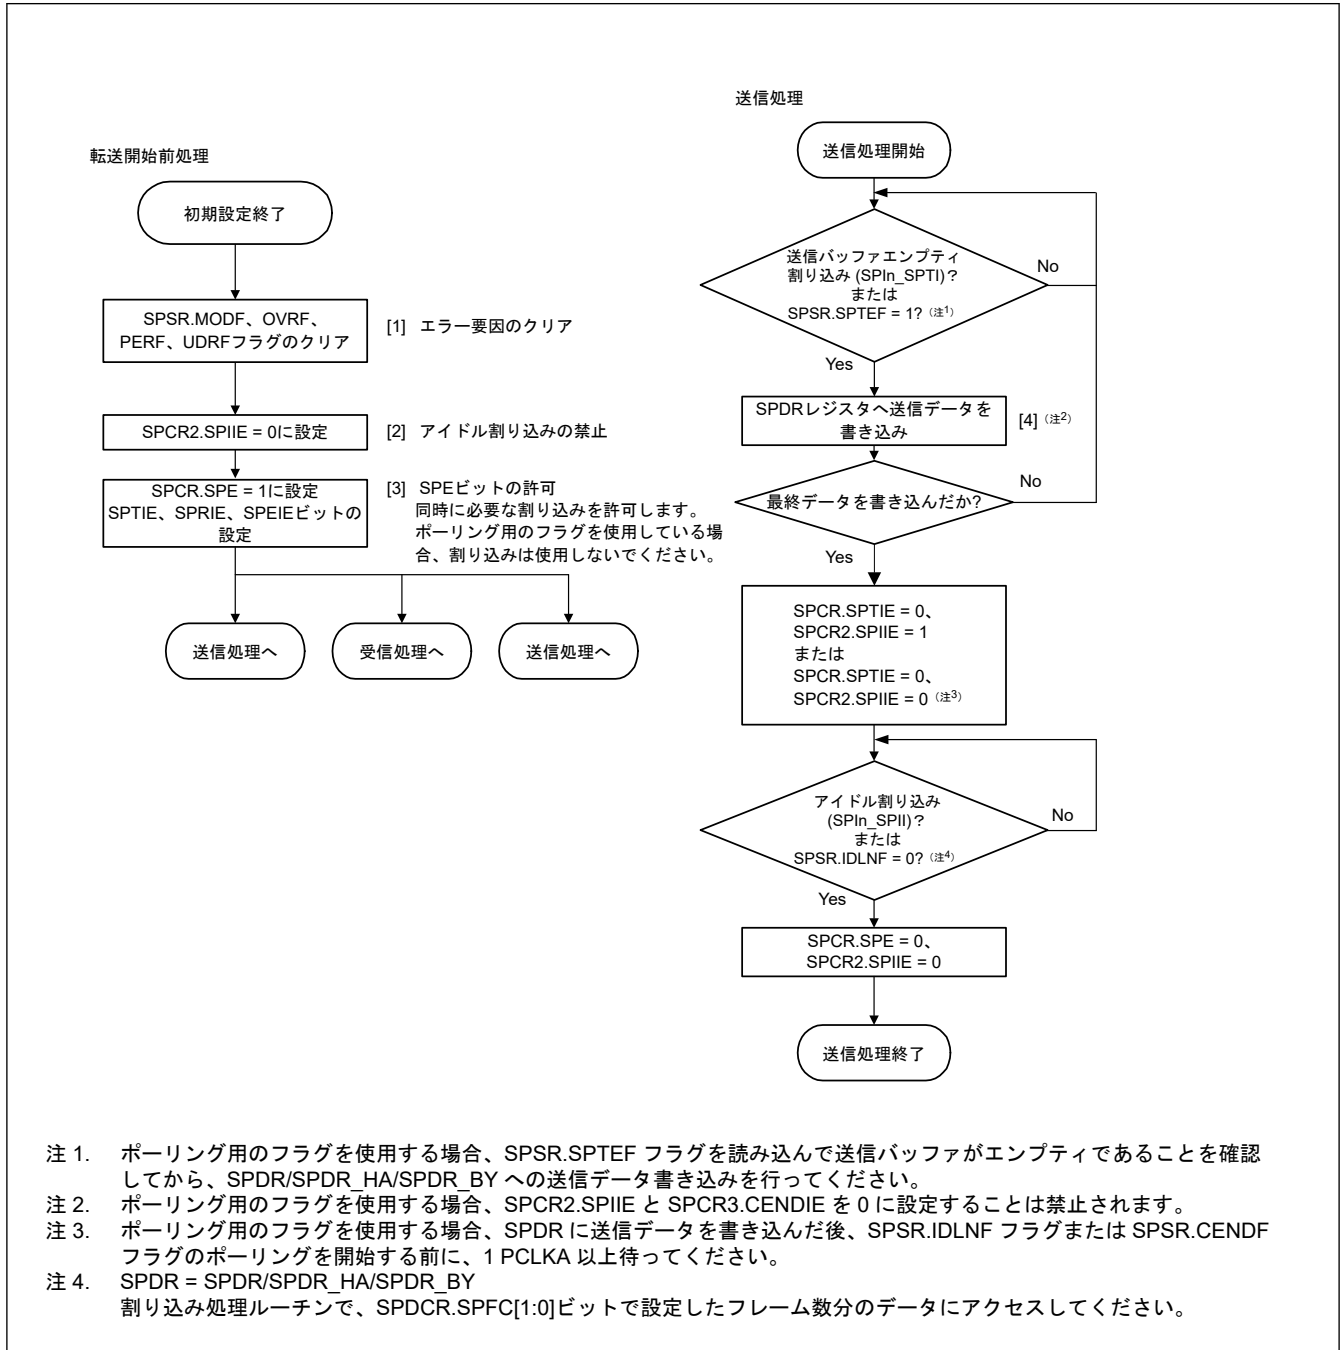 転送開始前処理
初期設定終了
SPSR.MODF、OVRF、
PERF、UDRFフラグのクリア
[1] エラー要因のクリア
SPCR2.SPIIE = 0に設定
[2] アイドル割り込みの禁止
SPCR.SPE = 1に設定
SPTIE、SPRIE、SPEIEビットの
設定
[3] SPEビットの許可
同時に必要な割り込みを許可します。
ポーリング用のフラグを使用している場
合、割り込みは使用しないでください。
送信処理へ
受信処理へ
送信処理へ
送信処理
送信処理開始
送信バッファエンプティ
割り込み (SPIn_SPTI)?
または
SPSR.SPTEF = 1? (注1)
No
Yes
SPDRレジスタへ送信データを
書き込み
[4] (注2)
最終データを書き込んだか?
No
Yes
SPCR.SPTIE = 0、
SPCR2.SPIIE = 1
または
SPCR.SPTIE = 0、
SPCR2.SPIIE = 0 (注3)
アイドル割り込み
(SPIn_SPII)?
または
SPSR.IDLNF = 0? (注4)
No
Yes
SPCR.SPE = 0、
SPCR2.SPIIE = 0
送信処理終了
注 1. ポーリング用のフラグを使用する場合、SPSR.SPTEF フラグを読み込んで送信バッファがエンプティであることを確認
してから、SPDR/SPDR_HA/SPDR_BY への送信データ書き込みを行ってください。
注 2. ポーリング用のフラグを使用する場合、SPCR2.SPIIE と SPCR3.CENDIE を 0 に設定することは禁止されます。
注 3. ポーリング用のフラグを使用する場合、SPDR に送信データを書き込んだ後、SPSR.IDLNF フラグまたは SPSR.CENDF
フラグのポーリングを開始する前に、1 PCLKA 以上待ってください。
注 4. SPDR = SPDR/SPDR_HA/SPDR_BY
割り込み処理ルーチンで、SPDCR.SPFC[1:0]ビットで設定したフレーム数分のデータにアクセスしてください。